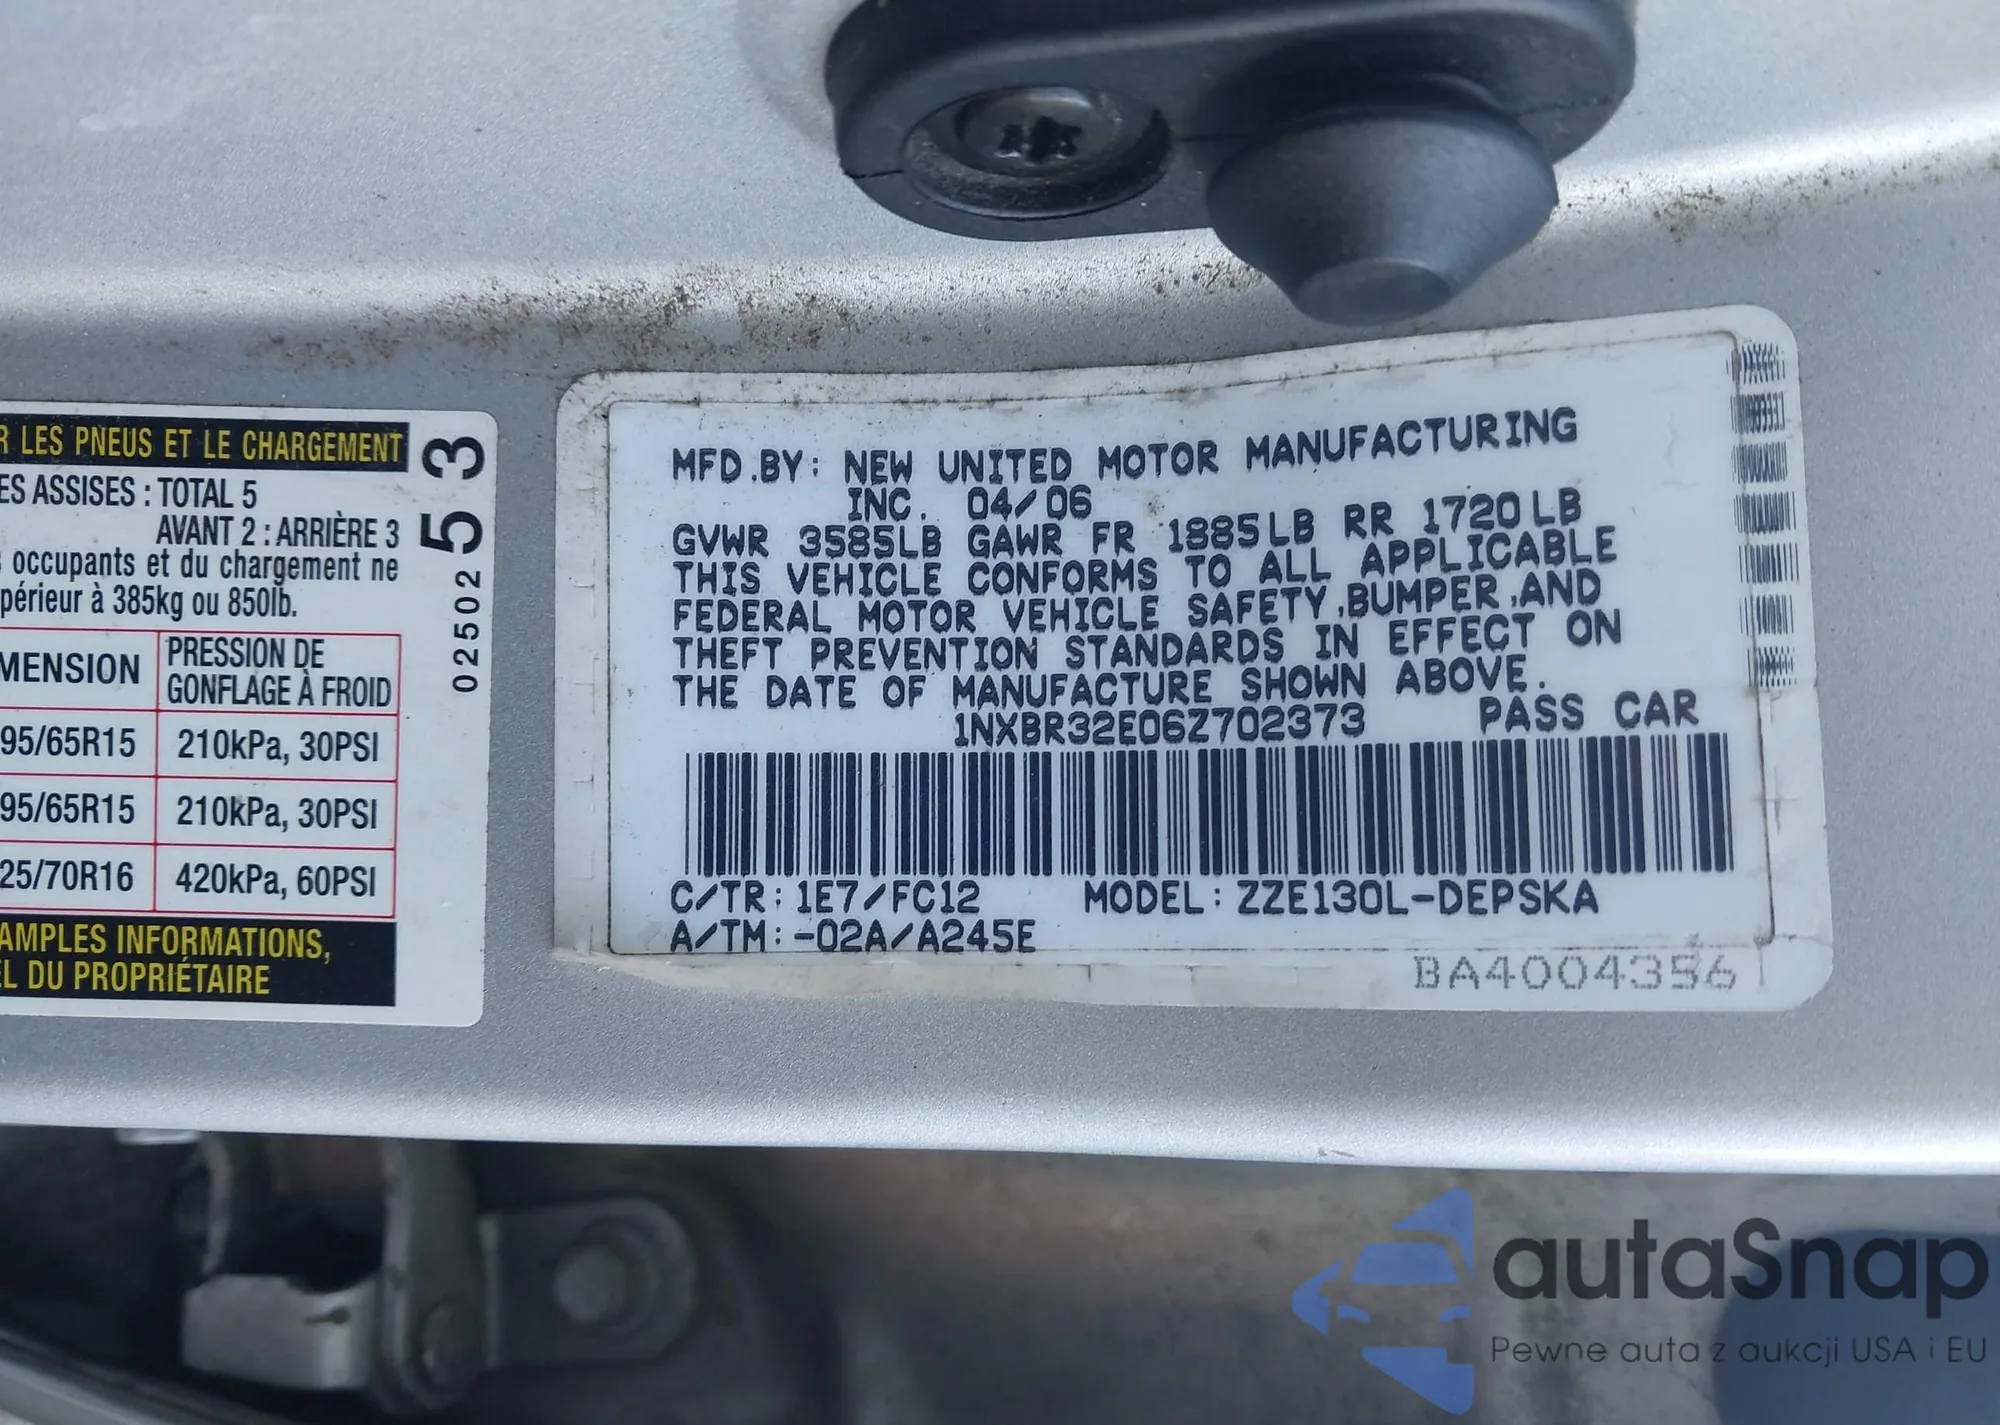 R LES PNEUS ET LE CHARGEMENT
ES ASSISES : TOTAL 5
AVANT 2 : ARRIÈRE 3
s occupants et du chargement ne
périeur à 385kg ou 850lb.
MENSION PRESSION DE GONFLAGE À FROID
95/65R15 210kPa, 30PSI
95/65R15 210kPa, 30PSI
25/70R16 420kPa, 60PSI
AMPLES INFORMATIONS,
EL DU PROPRIÉTAIRE
02502 53
MFD.BY: NEW UNITED MOTOR MANUFACTURING
INC. 04/06
GVWR 3585LB GAWR FR 1885LB RR 1720LB
THIS VEHICLE CONFORMS TO ALL APPLICABLE
FEDERAL MOTOR VEHICLE SAFETY,BUMPER,AND
THEFT PREVENTION STANDARDS IN EFFECT ON
THE DATE OF MANUFACTURE SHOWN ABOVE.
1NXBR32E06Z702373 PASS CAR
C/TR: 1E7/FC12 MODEL: ZZE130L-DEPSKA
A/TM: -02A/A245E
BA4004356
autaSnap
Pewne auta z aukcji USA i EU